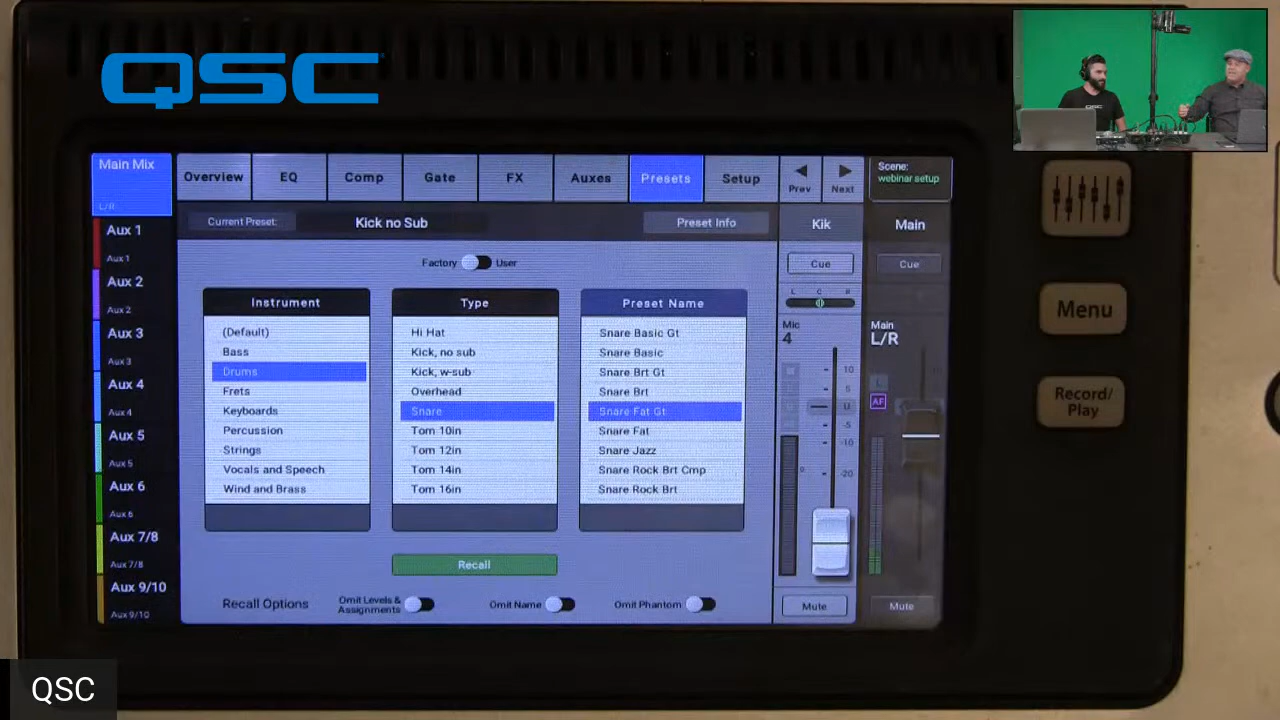 QSC
Main Mix
L/R
Aux 1
Aux 1
Aux 2
Aux 2
Aux 3
Aux 3
Aux 4
Aux 4
Aux 5
Aux 5
Aux 6
Aux 6
Aux 7/8
Aux 7/8
Aux 9/10
Aux 9/10
Overview
EQ
Comp
Gate
FX
Auxes
Presets
Setup
Prev
Next
Scene:
webinar setup
Current Preset:
Kick no Sub
Preset Info
Factory
User
Instrument
(Default)
Bass
Drums
Frets
Keyboards
Percussion
Strings
Vocals and Speech
Wind and Brass
Type
Hi Hat
Kick, no sub
Kick, w-sub
Overhead
Snare
Tom 10in
Tom 12in
Tom 14in
Tom 16in
Preset Name
Snare Basic Gt
Snare Basic
Snare Brt Gt
Snare Brt
Snare Fat Gt
Snare Fat
Snare Jazz
Snare Rock Brt Cmp
Snare Rock Brt
Recall
Recall Options
Omit Levels &
Assignments
Omit Name
Omit Phantom
Kik
Cue
L C R
Mic
4
10
5
U
-5
-10
-20
Mute
Main
Cue
Main
L/R
L
AF
Mute
Menu
Record/
Play
QSC